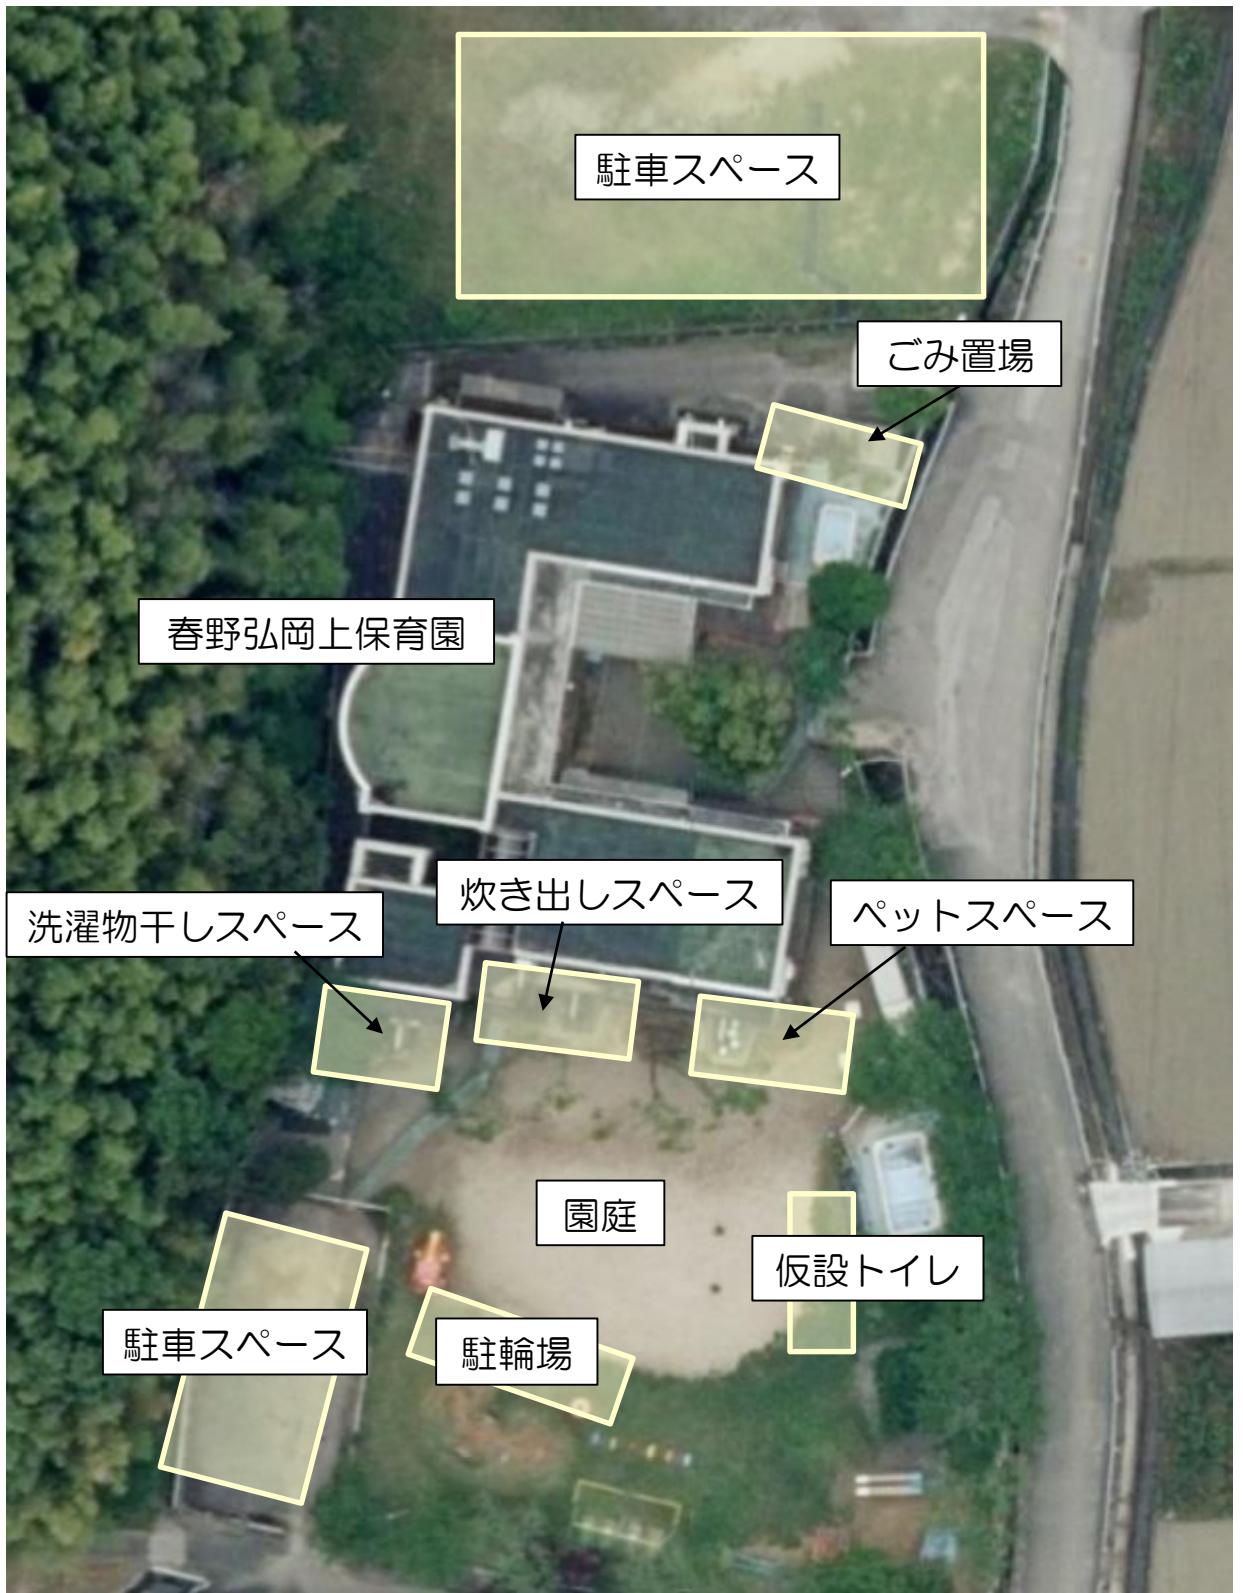 駐車スペース
ごみ置場
春野弘岡上保育園
炊き出しスペース
ペットスペース
洗濯物干しスペース
園庭
仮設トイレ
駐車スペース
駐輪場